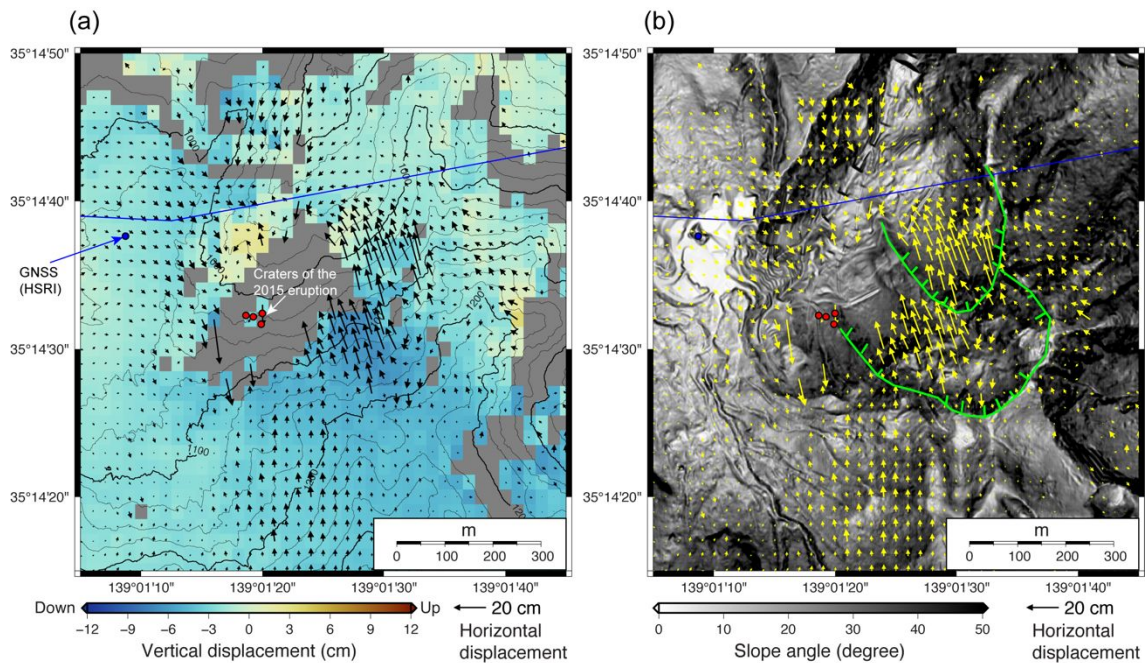 (a)
(b)
35°14'50"
35°14'40"
35°14'30"
35°14'20"
GNSS
(HSRI)
Craters of the
2015 eruption
1000
1000
1000
1200
1100
m
0 100 200 300
139°01'10"
139°01'20"
139°01'30"
139°01'40"
Down
Up
−12 −9 −6 −3 0 3 6 9 12
Vertical displacement (cm)
20 cm
Horizontal
displacement
35°14'50"
35°14'40"
35°14'30"
35°14'20"
m
0 100 200 300
139°01'10"
139°01'20"
139°01'30"
139°01'40"
0 10 20 30 40 50
Slope angle (degree)
20 cm
Horizontal
displacement